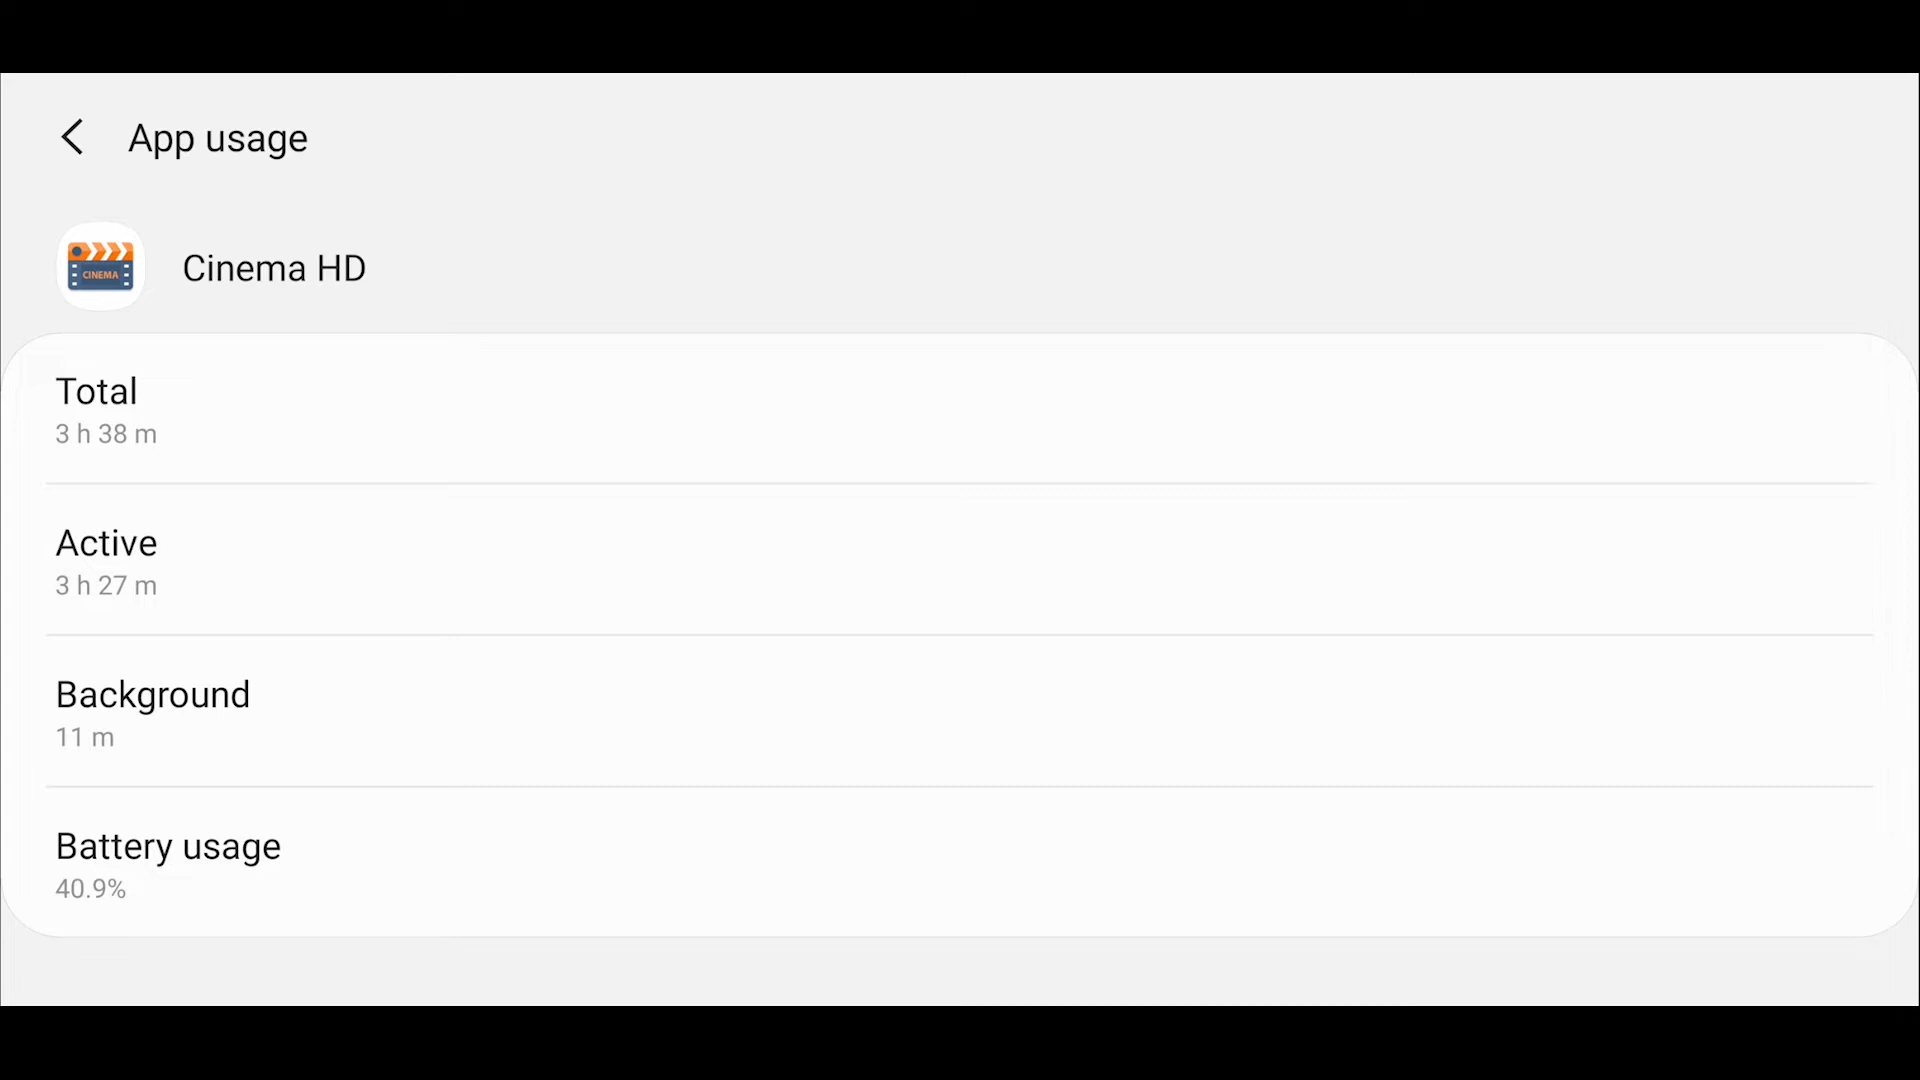 App usage
CINEMA
Cinema HD
Total
3 h 38 m
Active
3 h 27 m
Background
11 m
Battery usage
40.9%